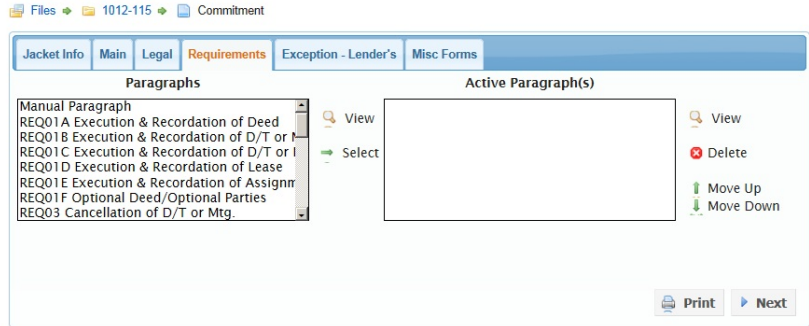 Files 1012-115 Commitment
Jacket Info Main Legal Requirements Exception - Lender's Misc Forms
Paragraphs Active Paragraph(s)
Manual Paragraph
REQ01A Execution & Recordation of Deed
REQ01B Execution & Recordation of D/T or
REQ01C Execution & Recordation of D/T or
REQ01D Execution & Recordation of Lease
REQ01E Execution & Recordation of Assignm
REQ01F Optional Deed/Optional Parties
REQ03 Cancellation of D/T or Mtg.
View
Select
View
Delete
Move Up
Move Down
Print Next